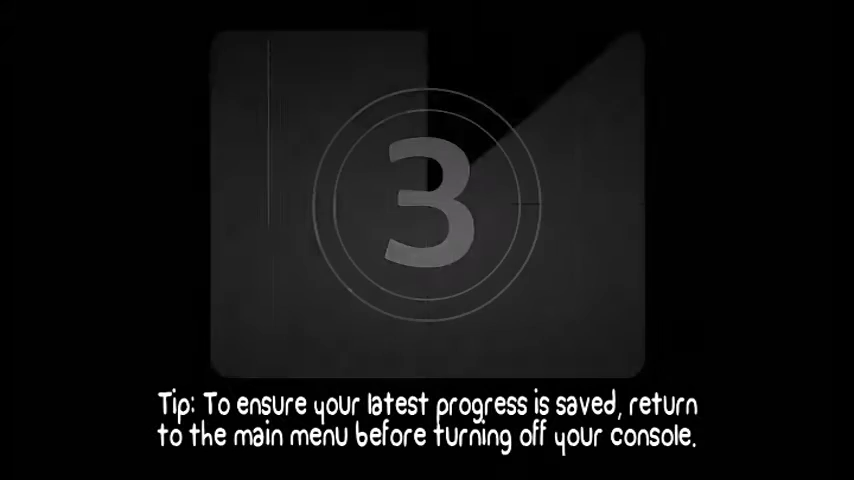 3
Tip: To ensure your latest progress is saved, return
to the main menu before turning off your console.